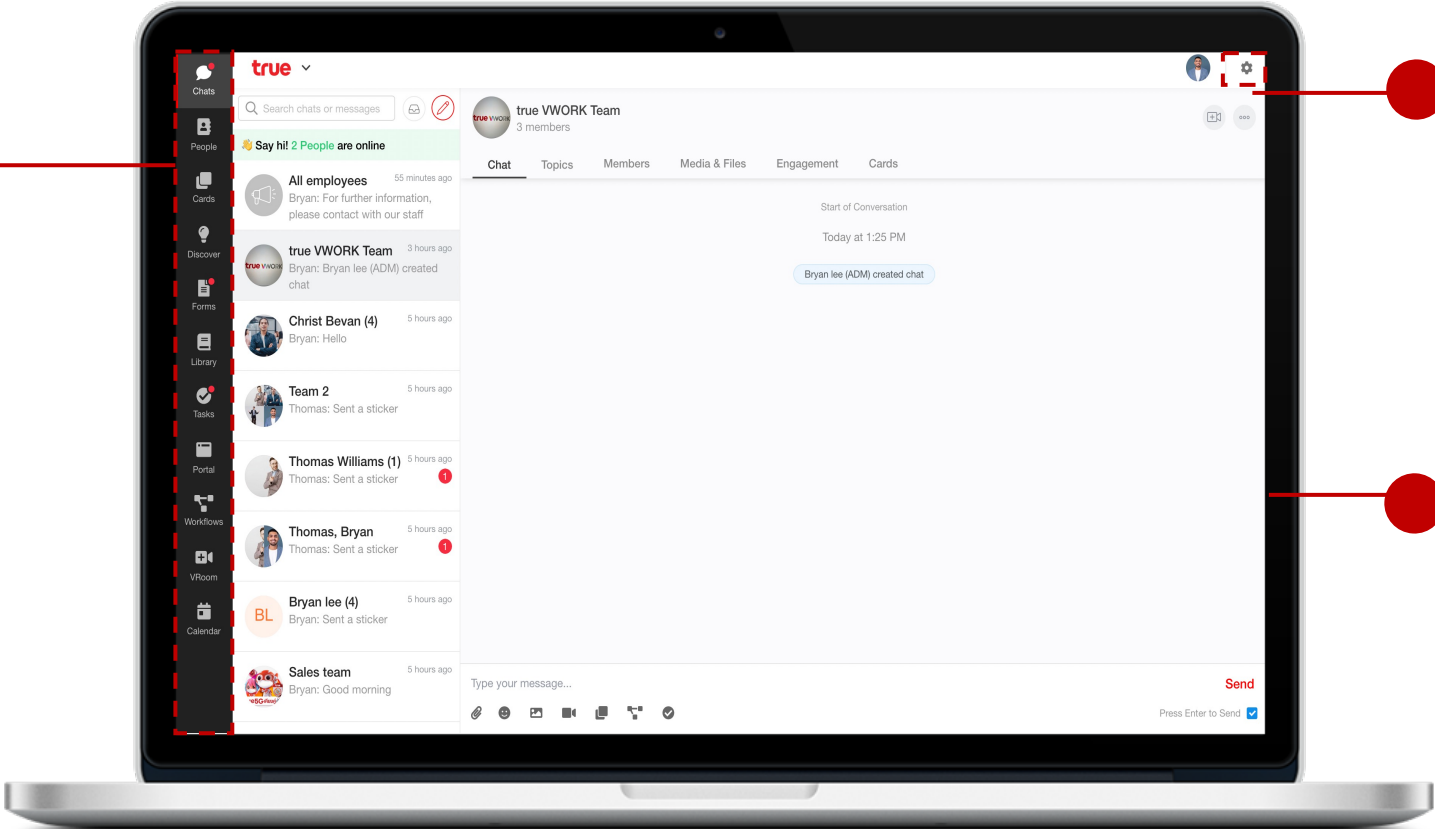 true
Chats
People
Cards
Discover
Forms
Library
Tasks
Portal
Workflows
VRoom
Calendar
Search chats or messages
Say hi! 2 People are online
All employees
55 minutes ago
Bryan: For further information,
please contact with our staff
true VWORK
true VWORK Team
3 hours ago
Bryan: Bryan lee (ADM) created
chat
Christ Bevan (4)
5 hours ago
Bryan: Hello
Team 2
5 hours ago
Thomas: Sent a sticker
Thomas Williams (1)
5 hours ago
Thomas: Sent a sticker
1
Thomas, Bryan
5 hours ago
Thomas: Sent a sticker
1
BL
Bryan lee (4)
5 hours ago
Bryan: Sent a sticker
Sales team
5 hours ago
Bryan: Good morning
true VWORK
true VWORK Team
3 members
Chat Topics Members Media & Files Engagement Cards
Start of Conversation
Today at 1:25 PM
Bryan lee (ADM) created chat
Type your message...
Send
Press Enter to Send